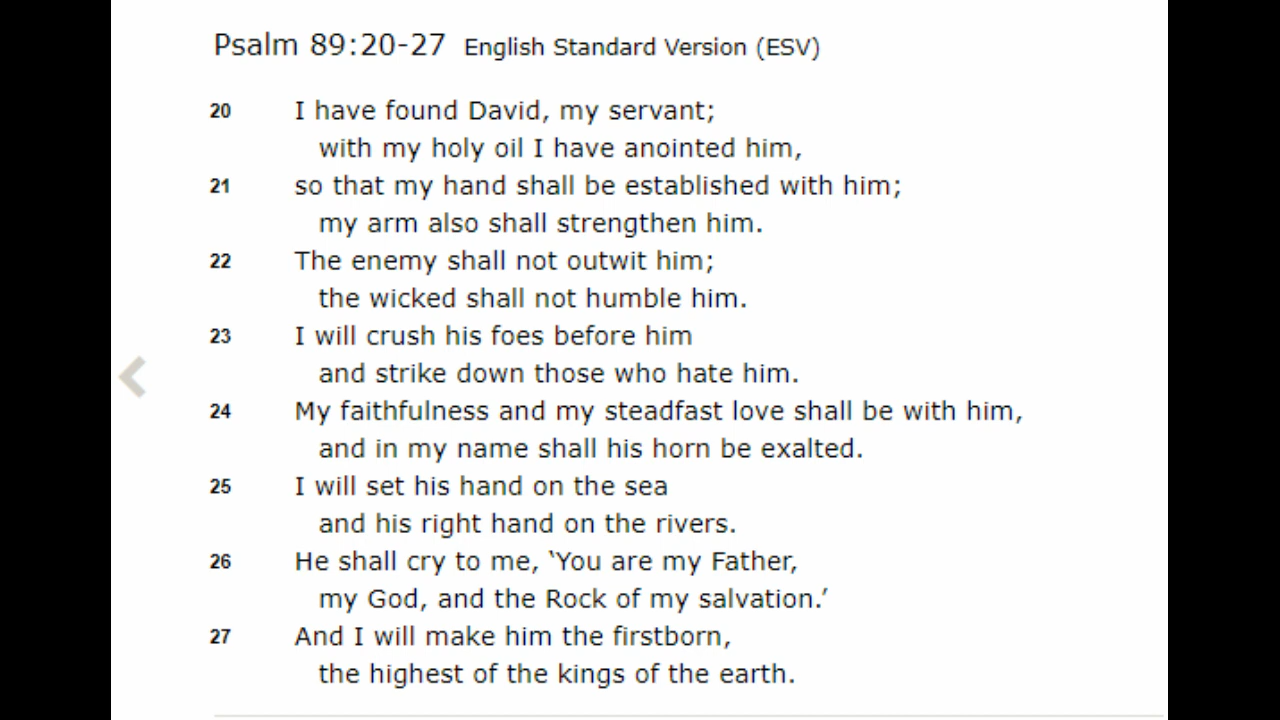 Psalm 89:20-27 English Standard Version (ESV)
20 I have found David, my servant;
with my holy oil I have anointed him,
21 so that my hand shall be established with him;
my arm also shall strengthen him.
22 The enemy shall not outwit him;
the wicked shall not humble him.
23 I will crush his foes before him
and strike down those who hate him.
24 My faithfulness and my steadfast love shall be with him,
and in my name shall his horn be exalted.
25 I will set his hand on the sea
and his right hand on the rivers.
26 He shall cry to me, ‘You are my Father,
my God, and the Rock of my salvation.’
27 And I will make him the firstborn,
the highest of the kings of the earth.